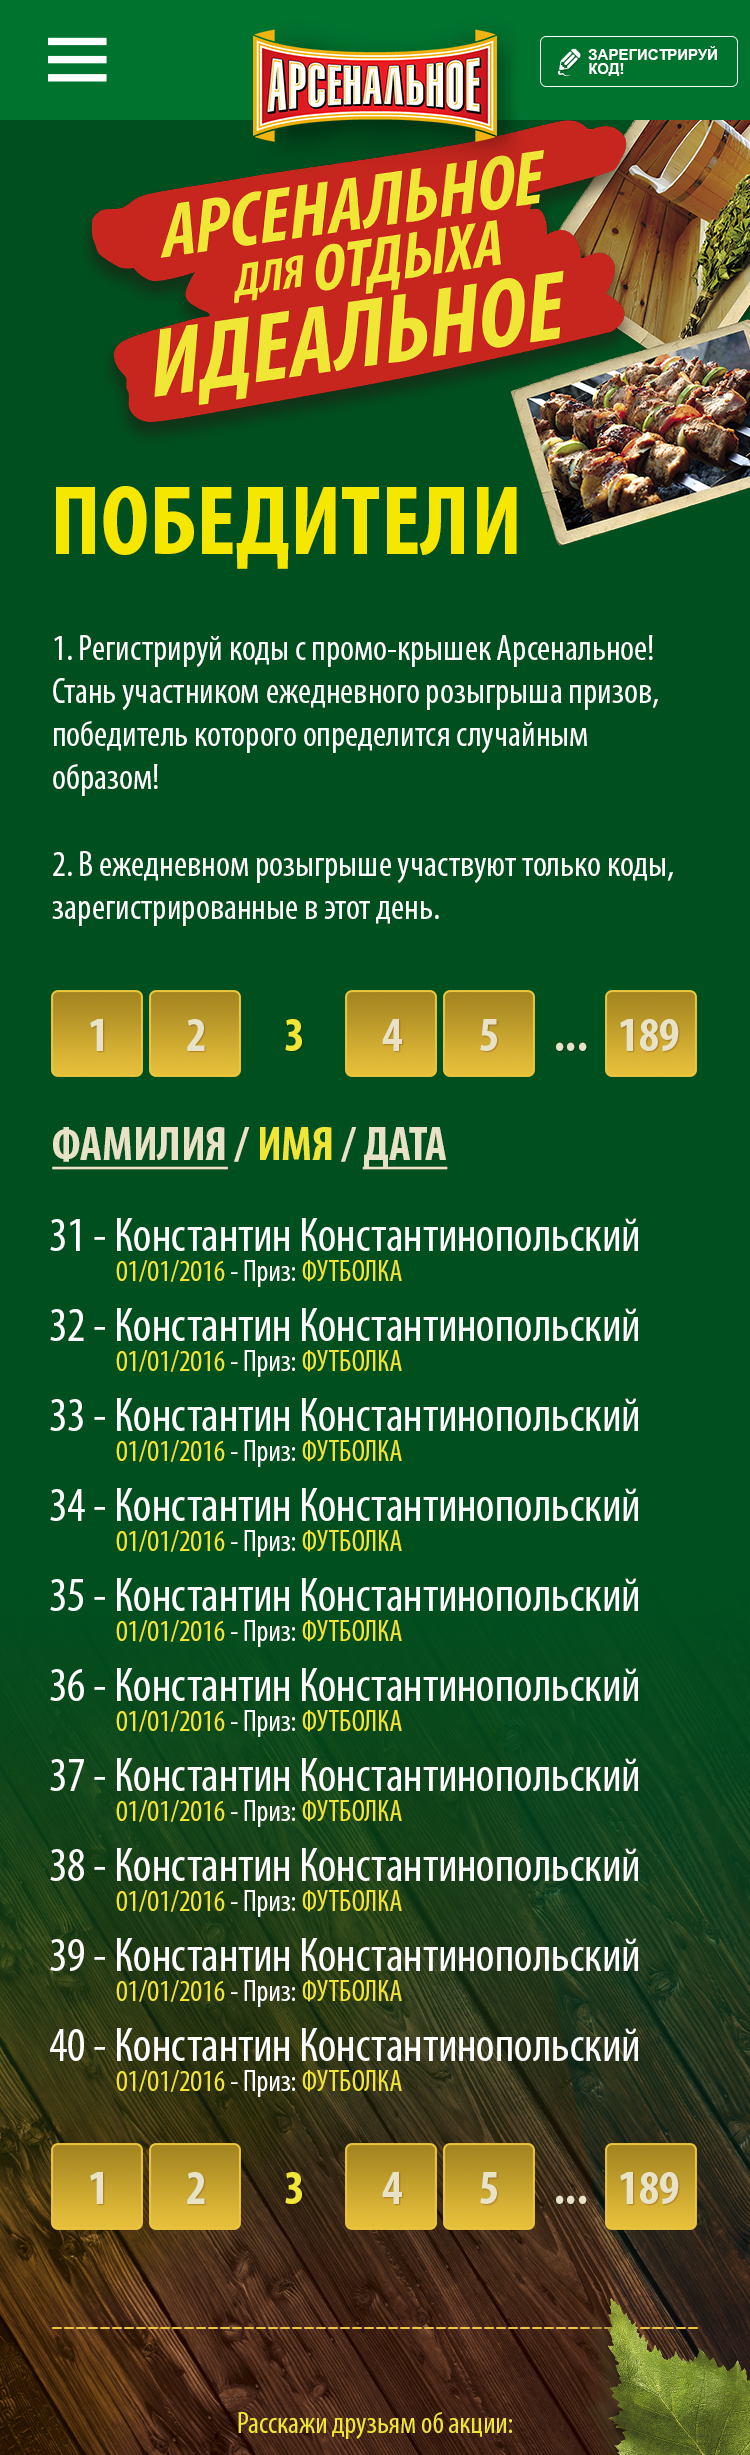 АРСЕНАЛЬНОЕ
ЗАРЕГИСТРИРУЙ
КОД!
АРСЕНАЛЬНОЕ
ДЛЯ ОТДЫХА
ИДЕАЛЬНОЕ
ПОБЕДИТЕЛИ
1. Регистрируй коды с промо-крышек Арсенальное!
Стань участником ежедневного розыгрыша призов,
победитель которого определится случайным
образом!
2. В ежедневном розыгрыше участвуют только коды,
зарегистрированные в этот день.
1 2 3 4 5 ... 189
ФАМИЛИЯ / ИМЯ / ДАТА
31 - Константин Константинопольский
01/01/2016 - Приз: ФУТБОЛКА
32 - Константин Константинопольский
01/01/2016 - Приз: ФУТБОЛКА
33 - Константин Константинопольский
01/01/2016 - Приз: ФУТБОЛКА
34 - Константин Константинопольский
01/01/2016 - Приз: ФУТБОЛКА
35 - Константин Константинопольский
01/01/2016 - Приз: ФУТБОЛКА
36 - Константин Константинопольский
01/01/2016 - Приз: ФУТБОЛКА
37 - Константин Константинопольский
01/01/2016 - Приз: ФУТБОЛКА
38 - Константин Константинопольский
01/01/2016 - Приз: ФУТБОЛКА
39 - Константин Константинопольский
01/01/2016 - Приз: ФУТБОЛКА
40 - Константин Константинопольский
01/01/2016 - Приз: ФУТБОЛКА
1 2 3 4 5 ... 189
Расскажи друзьям об акции: